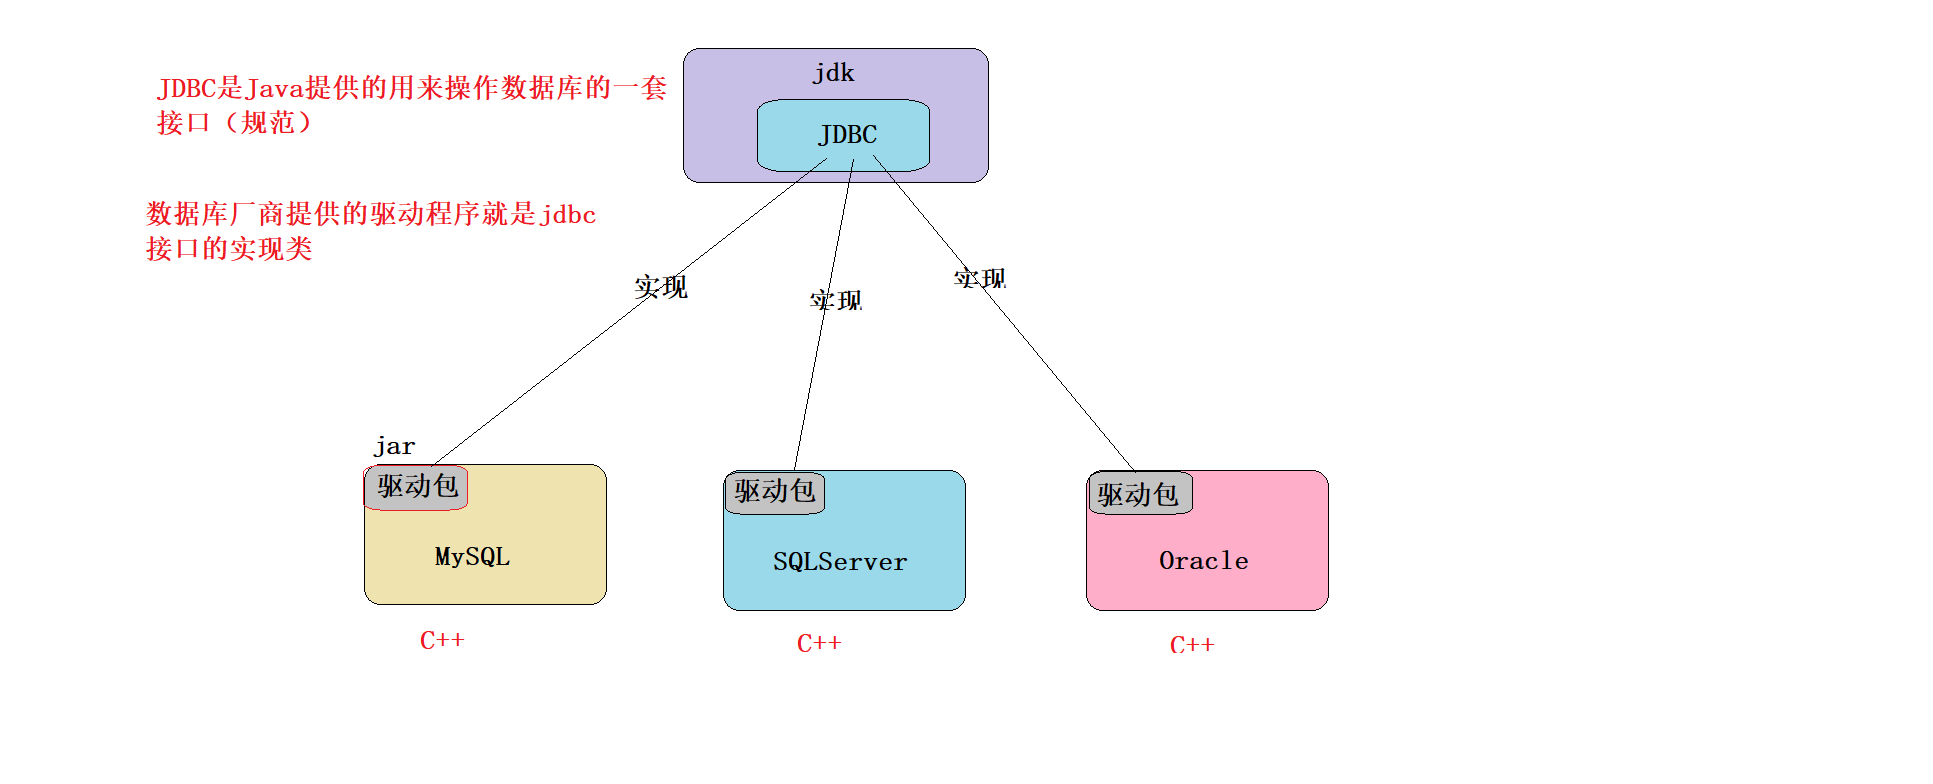 jdk
JDBC是Java提供的用来操作数据库的一套
接口（规范）
JDBC
数据库厂商提供的驱动程序就是jdbc
接口的实现类
实现
实现
实现
jar
驱动包
驱动包
驱动包
MySQL
SQLServer
Oracle
C++
C++
C++